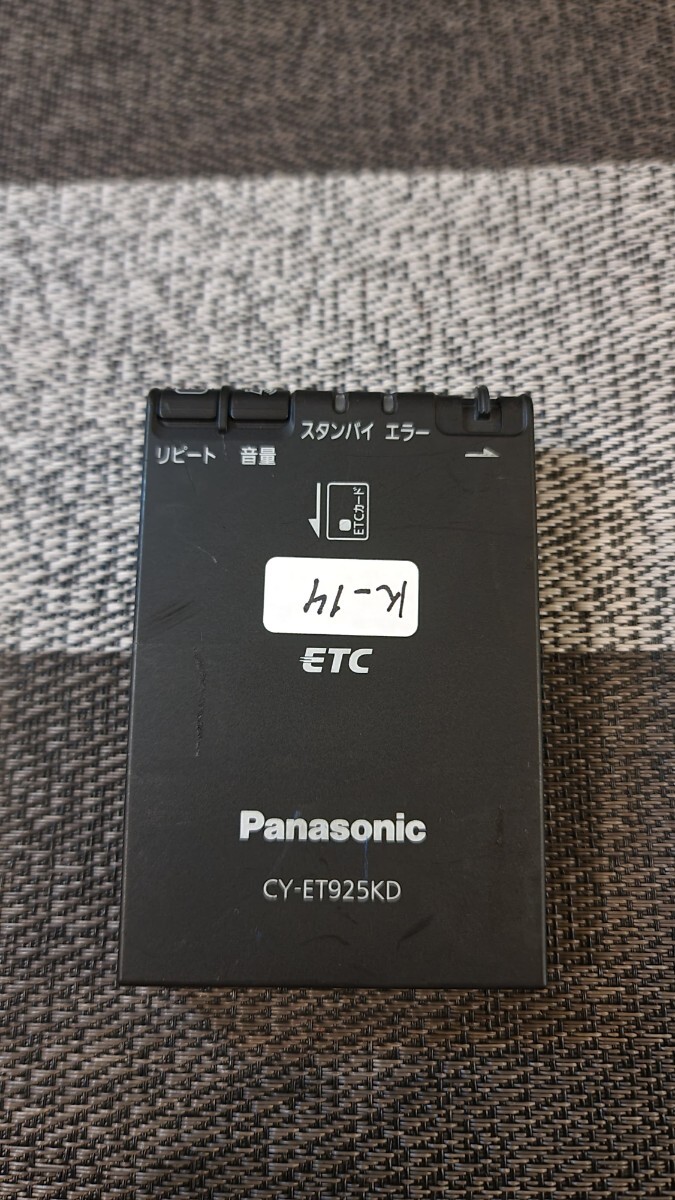 リピート 音量 スタンバイ エラー
ETCカード
K-14
ETC
Panasonic
CY-ET925KD